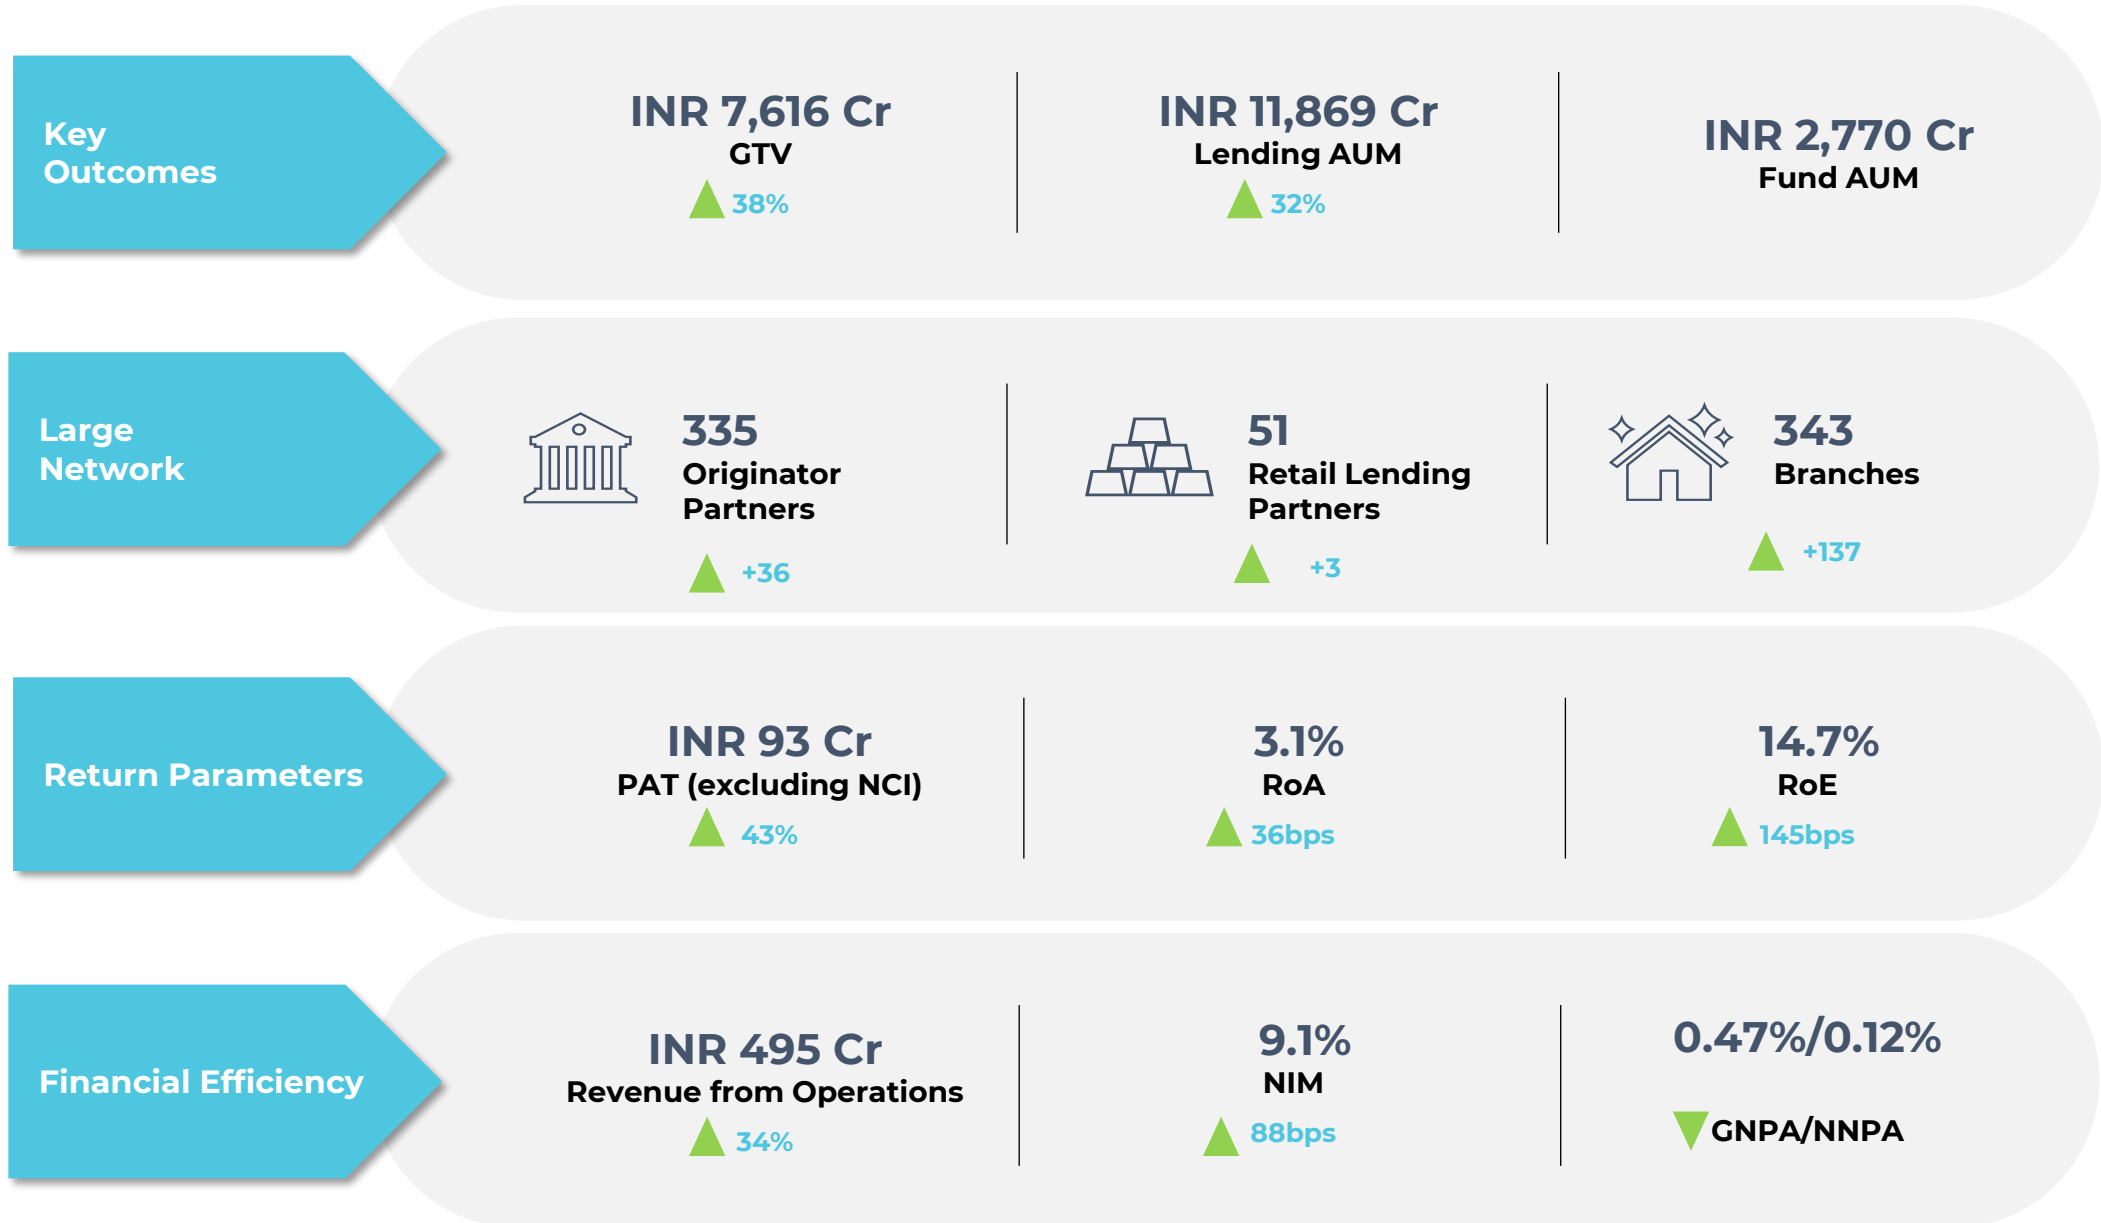 Key
Outcomes
INR 7,616 Cr
GTV
38%
INR 11,869 Cr
Lending AUM
32%
INR 2,770 Cr
Fund AUM
Large
Network
335
Originator
Partners
+36
51
Retail Lending
Partners
+3
343
Branches
+137
Return Parameters
INR 93 Cr
PAT (excluding NCI)
43%
3.1%
RoA
36bps
14.7%
RoE
145bps
Financial Efficiency
INR 495 Cr
Revenue from Operations
34%
9.1%
NIM
88bps
0.47%/0.12%
GNPA/NNPA